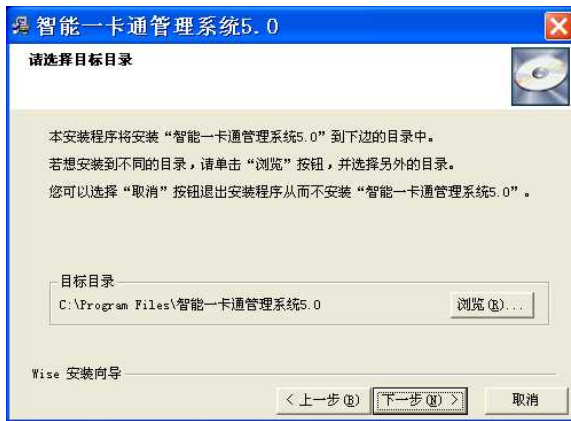 智能一卡通管理系统5.0
请选择目标目录
本安装程序将安装“智能一卡通管理系统5.0”到下边的目录中。
若想安装到不同的目录，请单击“浏览”按钮，并选择另外的目录。
您可以选择“取消”按钮退出安装程序从而不安装“智能一卡通管理系统5.0”。
目标目录
C:\Program Files\智能一卡通管理系统5.0
浏览(R)...
Wise 安装向导
< 上一步(B)
下一步(N) >
取消